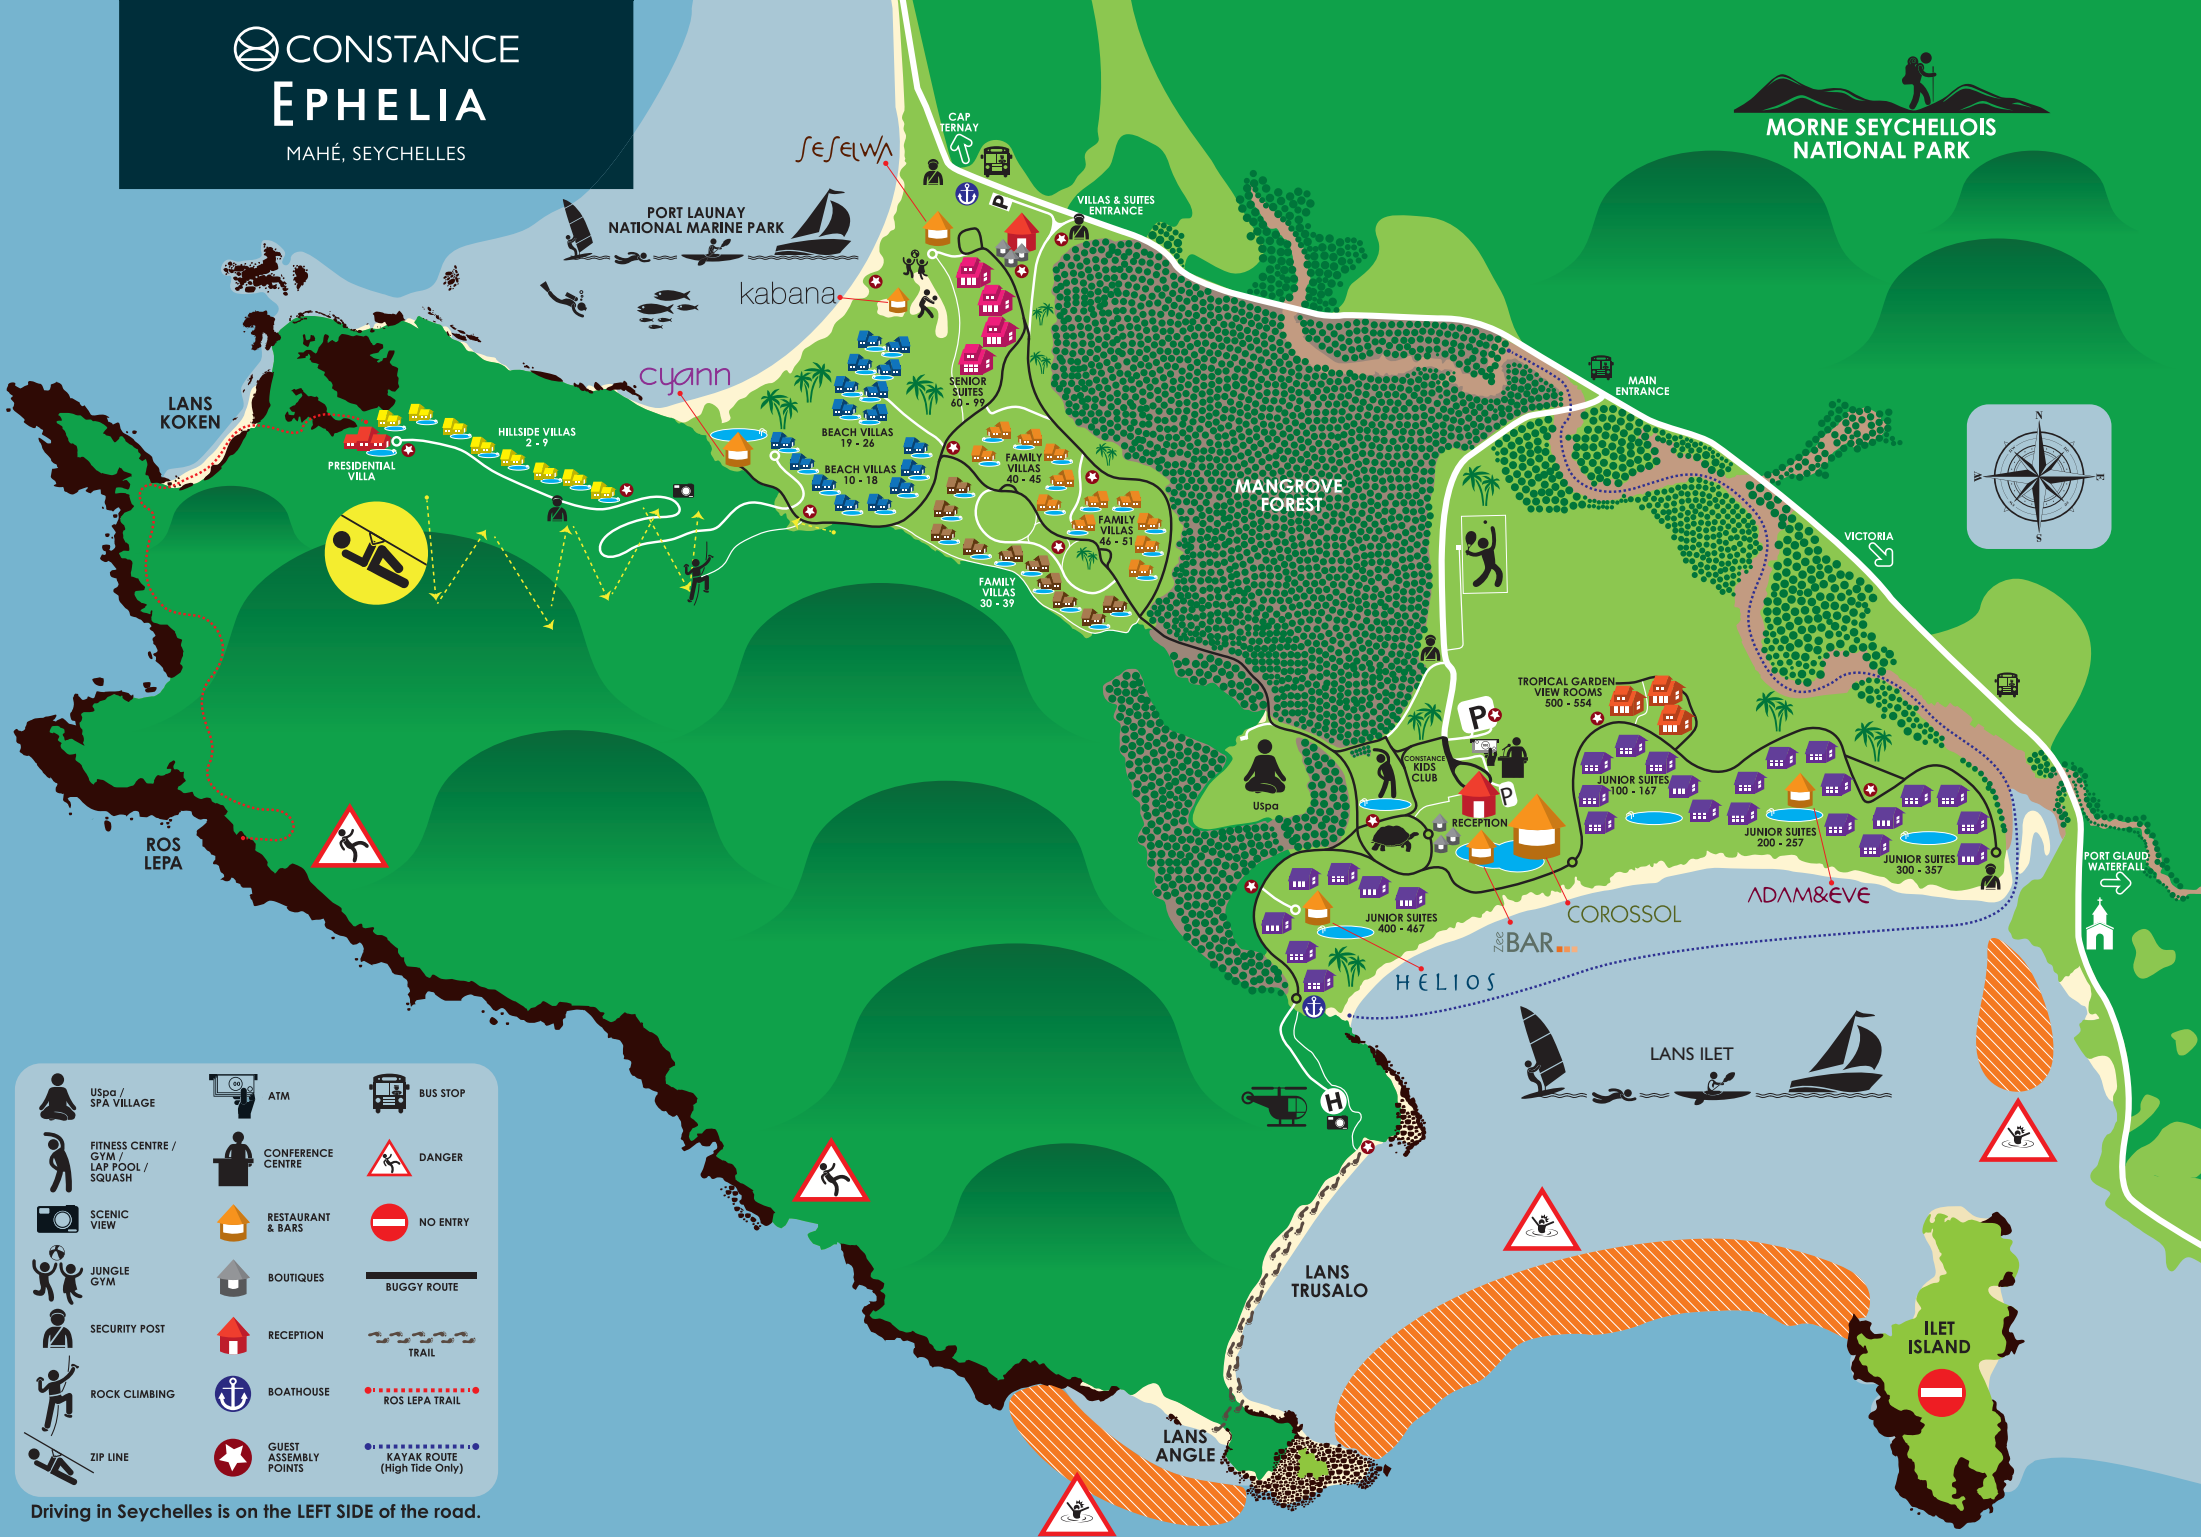 CONSTANCE
EPHELIA
MAHÉ, SEYCHELLES
SESELWA
CAP
TERNAY
P
VILLAS & SUITES
ENTRANCE
MORNE SEYCHELLOIS
NATIONAL PARK
PORT LAUNAY
NATIONAL MARINE PARK
kabana
cyann
LANS
KOKEN
HILLSIDE VILLAS
2 - 9
PRESIDENTIAL
VILLA
SENIOR
SUITES
60 - 99
BEACH VILLAS
19 - 26
BEACH VILLAS
10 - 18
FAMILY
VILLAS
40 - 45
FAMILY
VILLAS
46 - 51
FAMILY
VILLAS
30 - 39
MANGROVE
FOREST
MAIN
ENTRANCE
N
W
E
S
VICTORIA
TROPICAL GARDEN
VIEW ROOMS
500 - 554
P
CONSTANCE
KIDS
CLUB
USpa
P
RECEPTION
JUNIOR SUITES
100 - 167
JUNIOR SUITES
200 - 257
JUNIOR SUITES
300 - 357
JUNIOR SUITES
400 - 467
ADAM&EVE
COROSSOL
Zee BAR
HELIOS
PORT GLAUD
WATERFALL
ROS
LEPA
LANS ILET
H
LANS
TRUSALO
LANS
ANGLE
ILET
ISLAND
USpa /
SPA VILLAGE
FITNESS CENTRE /
GYM /
LAP POOL /
SQUASH
SCENIC
VIEW
JUNGLE
GYM
SECURITY POST
ROCK CLIMBING
ZIP LINE
ATM
CONFERENCE
CENTRE
RESTAURANT
& BARS
BOUTIQUES
RECEPTION
BOATHOUSE
GUEST
ASSEMBLY
POINTS
BUS STOP
DANGER
NO ENTRY
BUGGY ROUTE
TRAIL
ROS LEPA TRAIL
KAYAK ROUTE
(High Tide Only)
Driving in Seychelles is on the LEFT SIDE of the road.